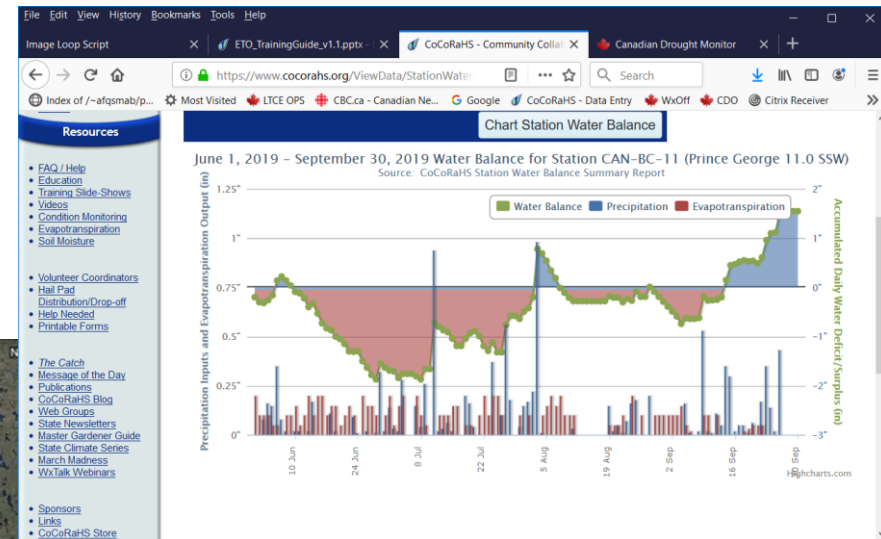 File Edit View History Bookmarks Tools Help
Image Loop Script
ETO_TrainingGuide_v1.1.pptx -
CoCoRaHS - Community Collab
Canadian Drought Monitor
https://www.cocorahs.org/ViewData/StationWater
Search
Index of /~afqsmab/p...
Most Visited
LTCE OPS
CBC.ca - Canadian Ne...
Google
CoCoRaHS - Data Entry
WxOff
CDO
Citrix Receiver
Resources
FAQ / Help
Education
Training Slide-Shows
Videos
Condition Monitoring
Evapotranspiration
Soil Moisture
Volunteer Coordinators
Hail Pad
Distribution/Drop-off
Help Needed
Printable Forms
The Catch
Message of the Day
Publications
CoCoRaHS Blog
Web Groups
State Newsletters
Master Gardener Guide
State Climate Series
March Madness
WxTalk Webinars
Sponsors
Links
CoCoRaHS Store
Chart Station Water Balance
June 1, 2019 – September 30, 2019 Water Balance for Station CAN-BC-11 (Prince George 11.0 SSW)
Source: CoCoRaHS Station Water Balance Summary Report
Water Balance Precipitation Evapotranspiration
Precipitation Inputs and Evapotranspiration Output (in)
1.25"
1"
0.75"
0.5"
0.25"
0"
2"
1"
0"
-1"
-2"
-3"
Accumulated Daily Water Deficit/Surplus (in)
10 Jun
24 Jun
8 Jul
22 Jul
5 Aug
19 Aug
2 Sep
16 Sep
30 Sep
Highcharts.com